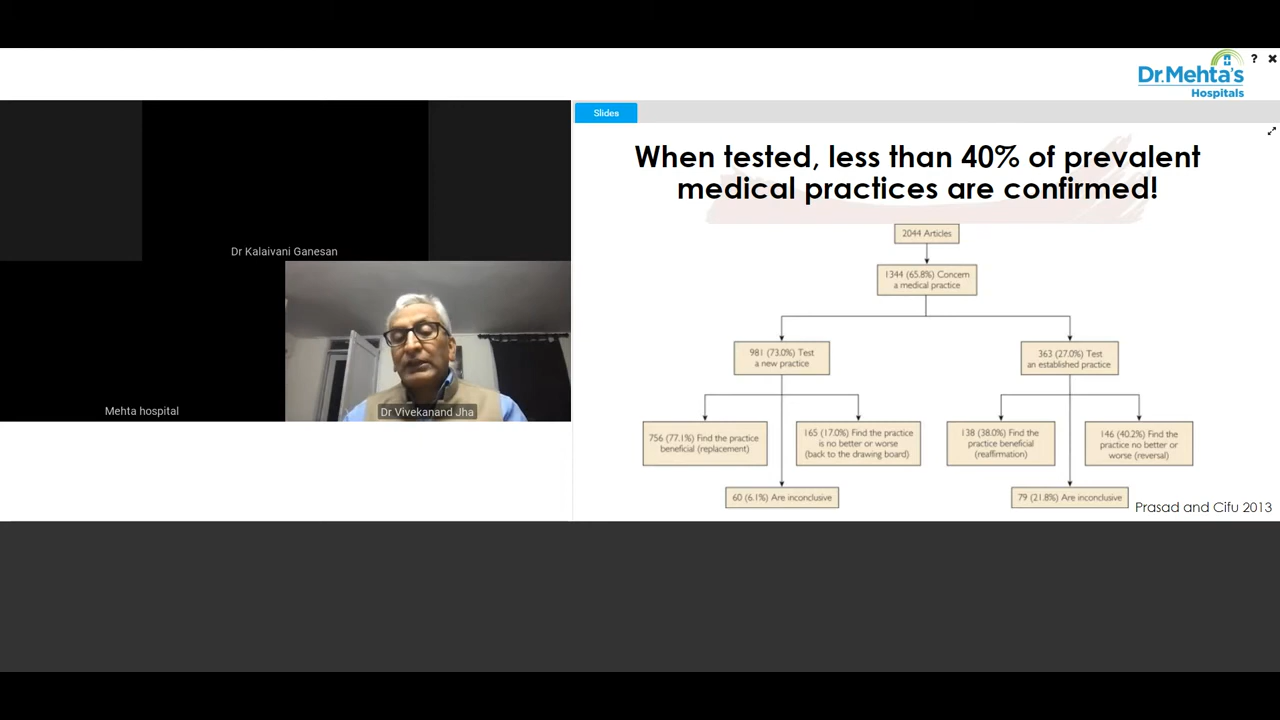 ? ✖
Dr.Mehta's
Hospitals
Slides
Dr Kalaivani Ganesan
Mehta hospital
Dr Vivekanand Jha
When tested, less than 40% of prevalent
medical practices are confirmed!
2044 Articles
1344 (65.8%) Concern
a medical practice
981 (73.0%) Test
a new practice
363 (27.0%) Test
an established practice
756 (77.1%) Find the practice
beneficial (replacement)
165 (17.0%) Find the practice
is no better or worse
(back to the drawing board)
138 (38.0%) Find the
practice beneficial
(reaffirmation)
146 (40.2%) Find the
practice no better or
worse (reversal)
60 (6.1%) Are inconclusive
79 (21.8%) Are inconclusive
Prasad and Cifu 2013